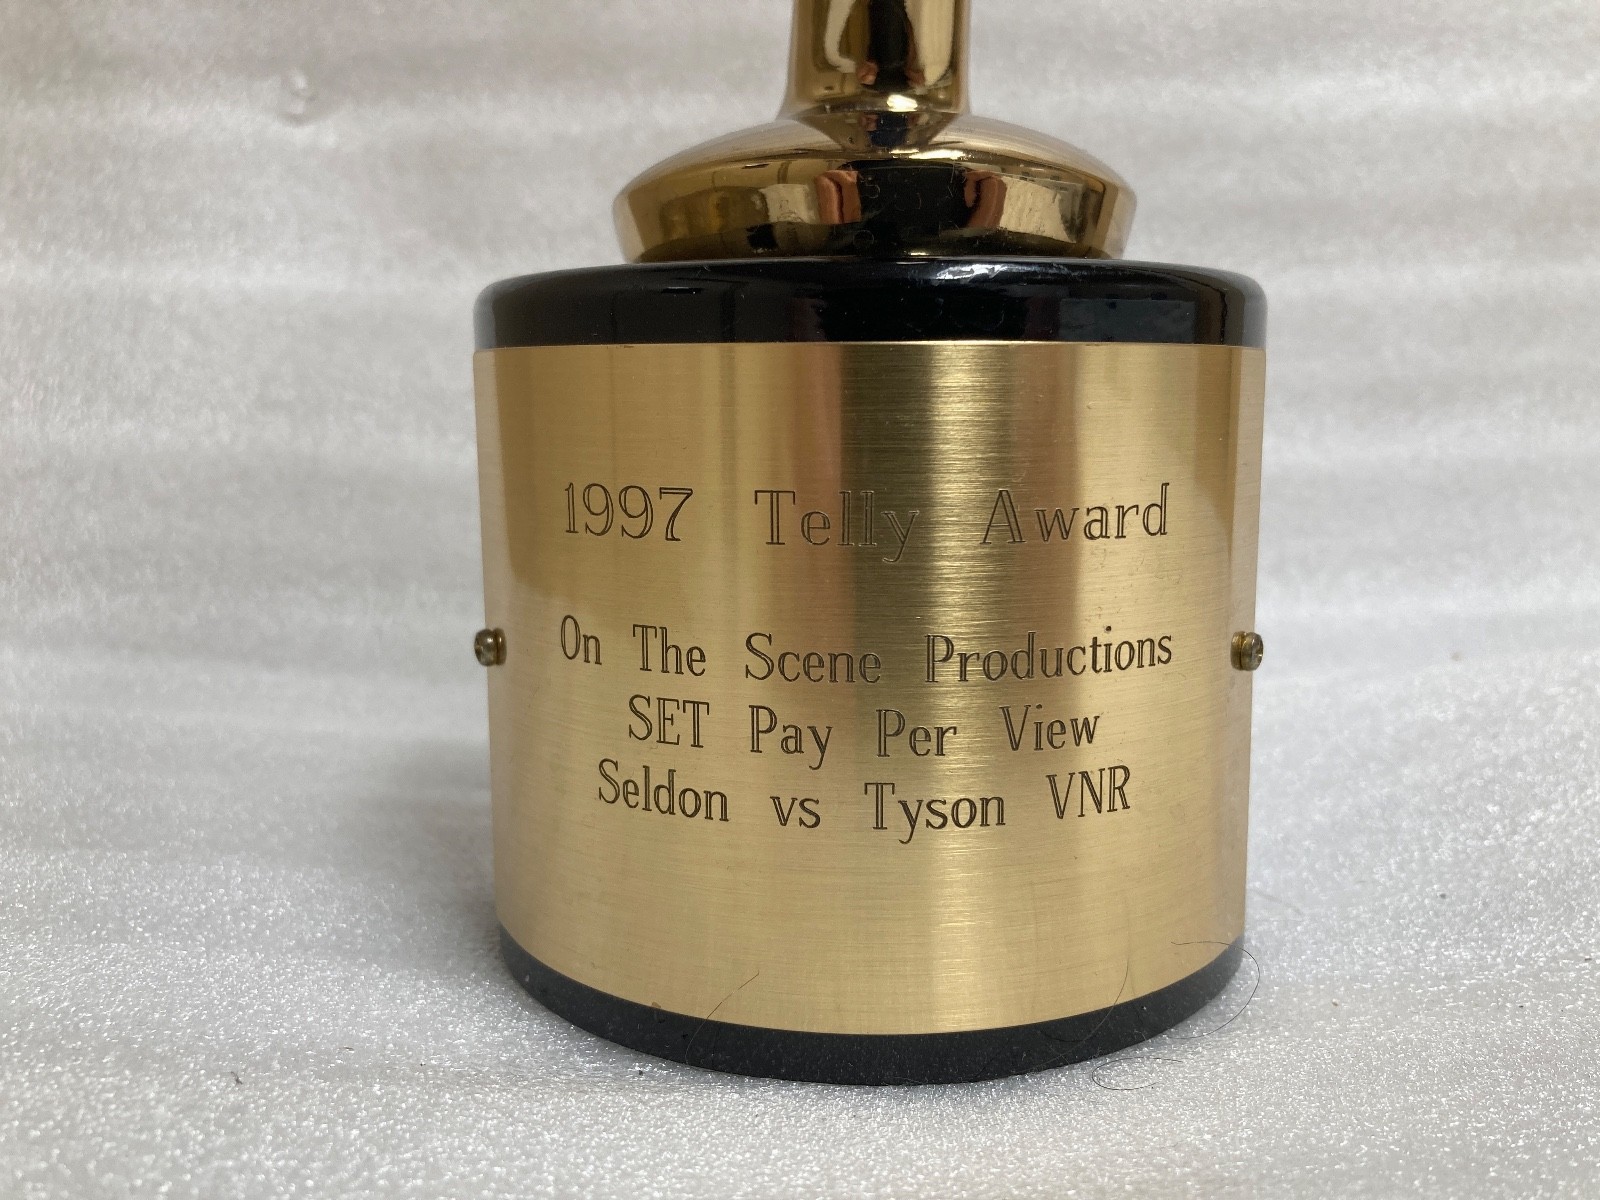 1997 Telly Award
On The Scene Productions
SET Pay Per View
Seldon vs Tyson VNR